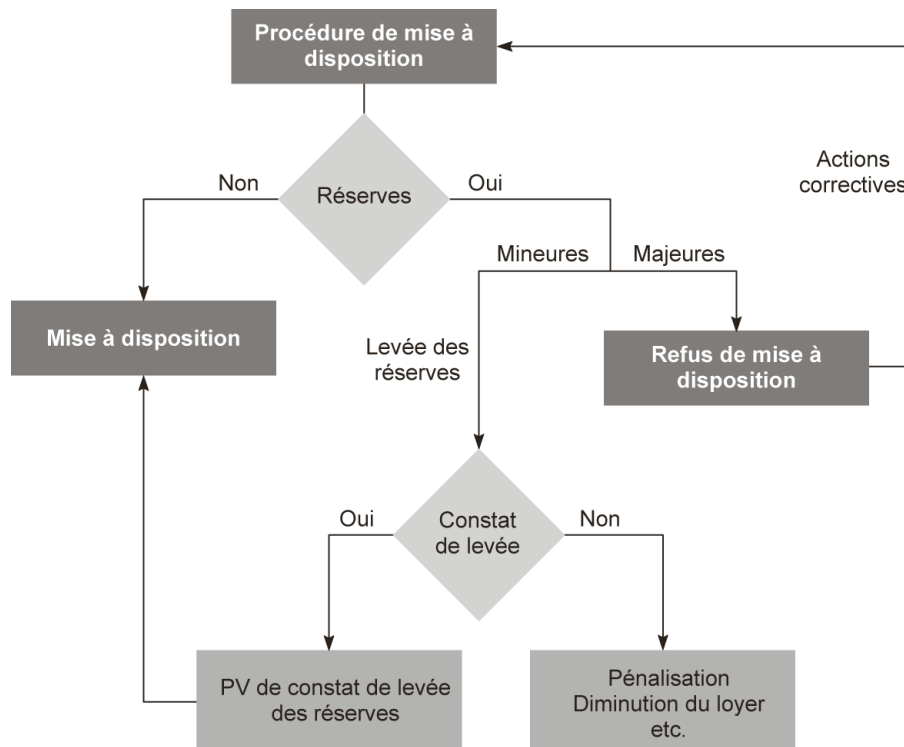 Procédure de mise à
disposition
Actions
correctives
Non
Réserves
Oui
Mineures
Majeures
Mise à disposition
Levée des
réserves
Refus de mise à
disposition
Oui
Constat
de levée
Non
PV de constat de levée
des réserves
Pénalisation
Diminution du loyer
etc.